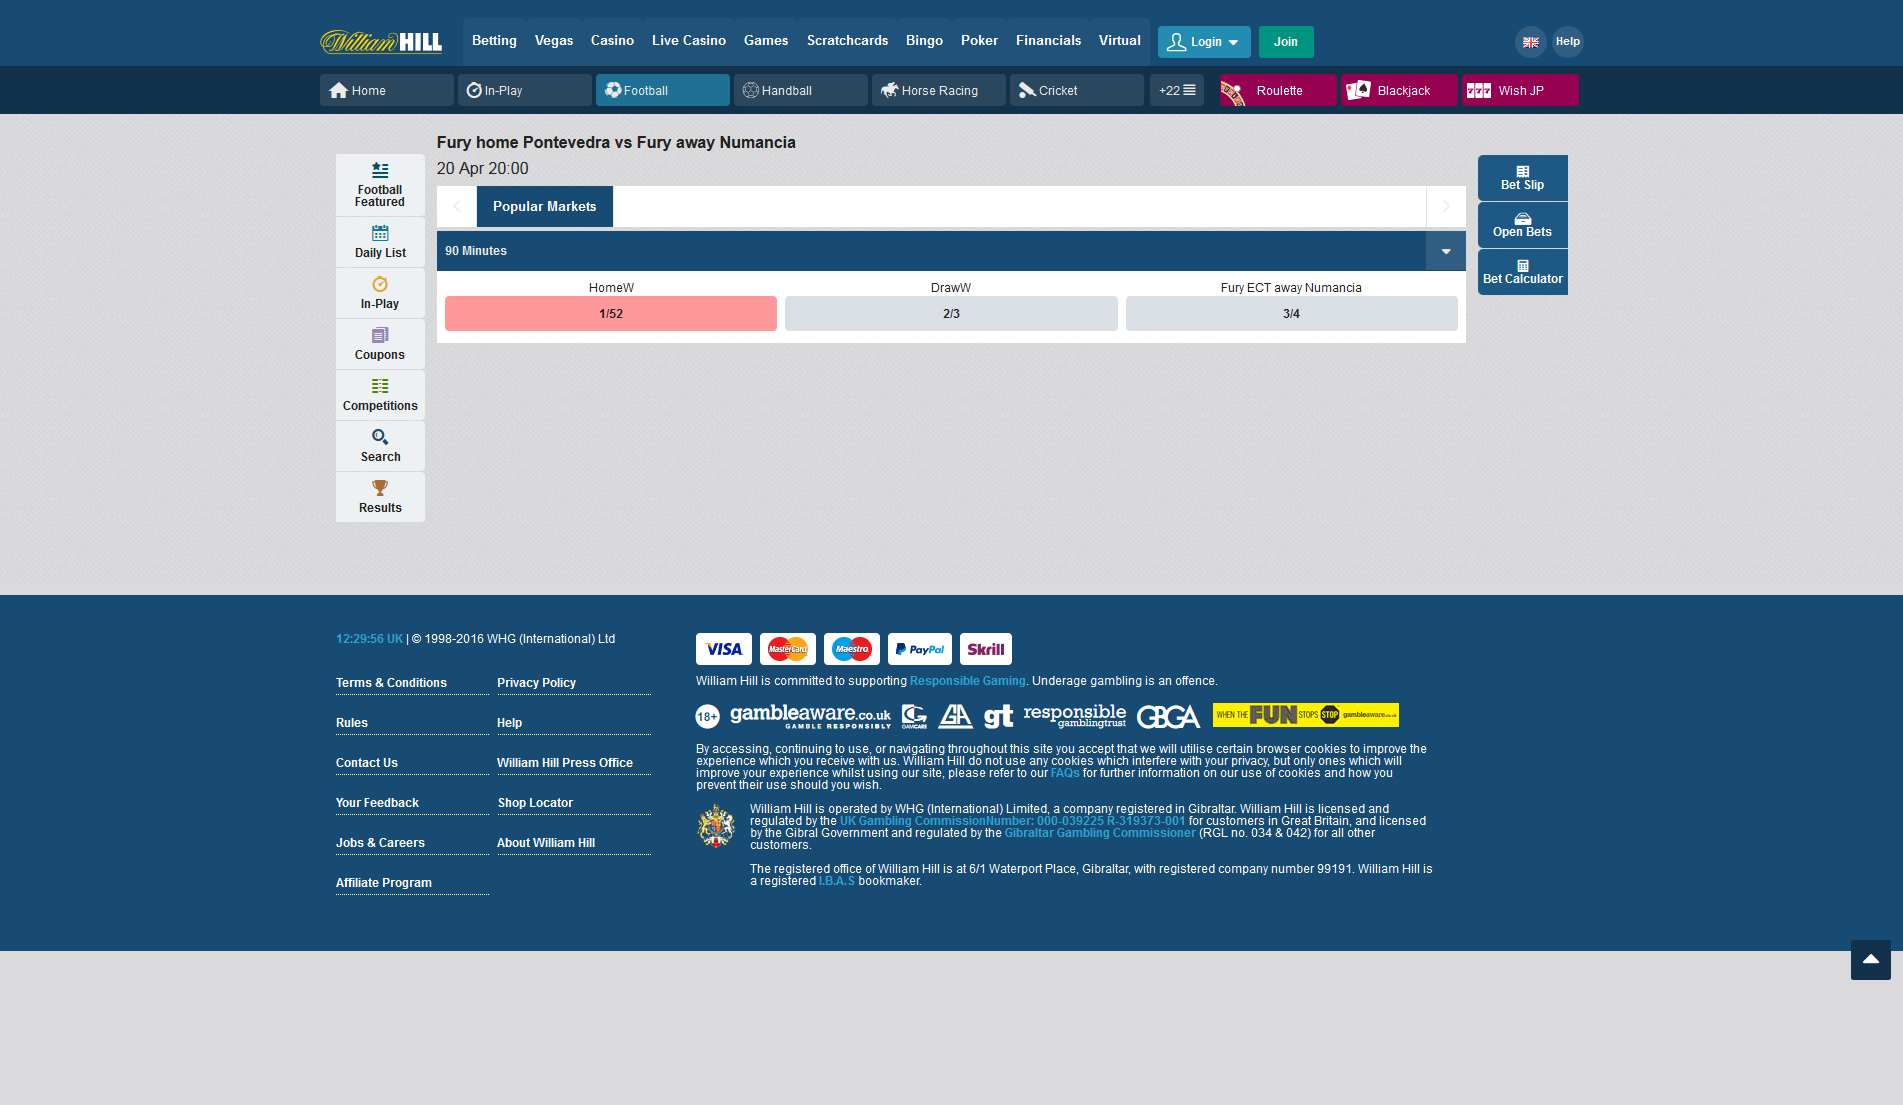 William HILL
Betting Vegas Casino Live Casino Games Scratchcards Bingo Poker Financials Virtual Login Join Help
Home In-Play Football Handball Horse Racing Cricket +22 Roulette Blackjack 777 Wish JP
Fury home Pontevedra vs Fury away Numancia
20 Apr 20:00
Popular Markets
90 Minutes
HomeW DrawW Fury ECT away Numancia
1/52 2/3 3/4
Football
Featured
Daily List
In-Play
Coupons
Competitions
Search
Results
Bet Slip
Open Bets
Bet Calculator
12:29:56 UK | © 1998-2016 WHG (International) Ltd
Terms & Conditions Privacy Policy
Rules Help
Contact Us William Hill Press Office
Your Feedback Shop Locator
Jobs & Careers About William Hill
Affiliate Program
VISA MasterCard Maestro PayPal Skrill
William Hill is committed to supporting Responsible Gaming. Underage gambling is an offence.
18+ gambleaware.co.uk GAMBLE RESPONSIBLY GAMCARE GA gt responsible gamblingtrust GBGA WHEN THE FUN STOPS STOP gambleaware.co.uk
By accessing, continuing to use, or navigating throughout this site you accept that we will utilise certain browser cookies to improve the
experience which you receive with us. William Hill do not use any cookies which interfere with your privacy, but only ones which will
improve your experience whilst using our site, please refer to our FAQs for further information on our use of cookies and how you
prevent their use should you wish.
William Hill is operated by WHG (International) Limited, a company registered in Gibraltar. William Hill is licensed and
regulated by the UK Gambling CommissionNumber: 000-039225 R-319373-001 for customers in Great Britain, and licensed
by the Gibral Government and regulated by the Gibraltar Gambling Commissioner (RGL no. 034 & 042) for all other
customers.
The registered office of William Hill is at 6/1 Waterport Place, Gibraltar, with registered company number 99191. William Hill is
a registered I.B.A.S bookmaker.